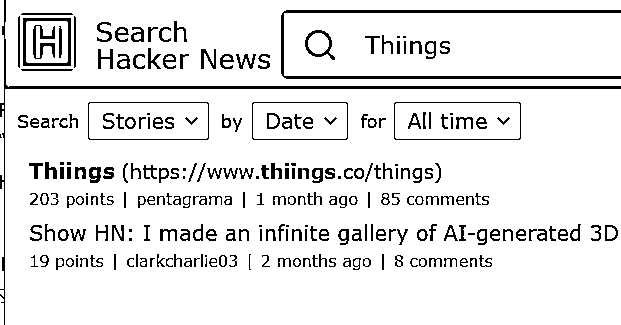 Search
Hacker News
Thiings
Search Stories by Date for All time
Thiings (https://www.thiings.co/things)
203 points | pentagrama | 1 month ago | 85 comments
Show HN: I made an infinite gallery of AI-generated 3D
19 points | clarkcharlie03 | 2 months ago | 8 comments